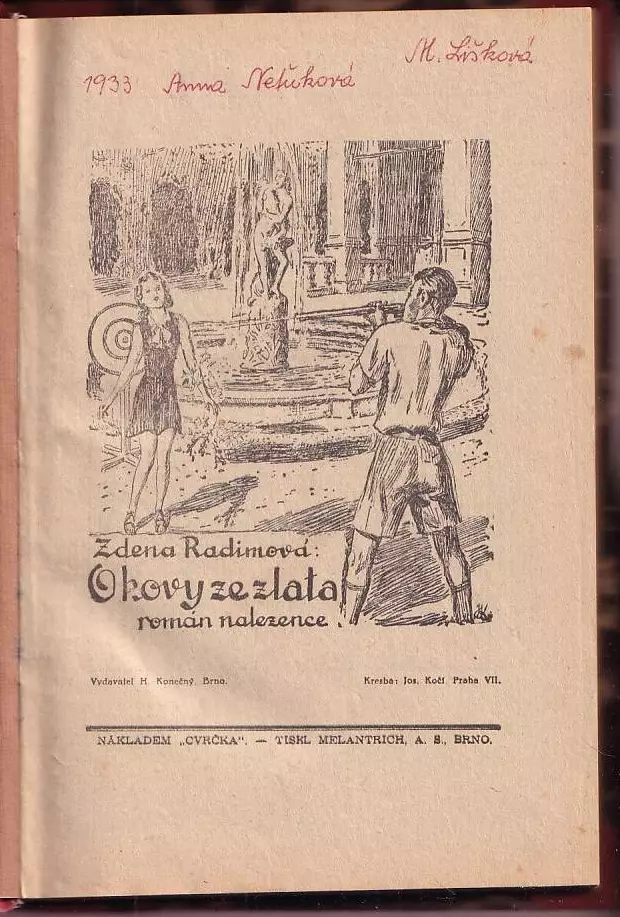 M. Lišková
1933 Anna Netuková
Zdena Radimová:
Okovy ze zlata
román nalezence.
Vydavatel H. Konečný, Brno.
Kresba: Jos. Kočí Praha VII.
NÁKLADEM „CVRČKA“. — TISKL MELANTRICH, A. S., BRNO.